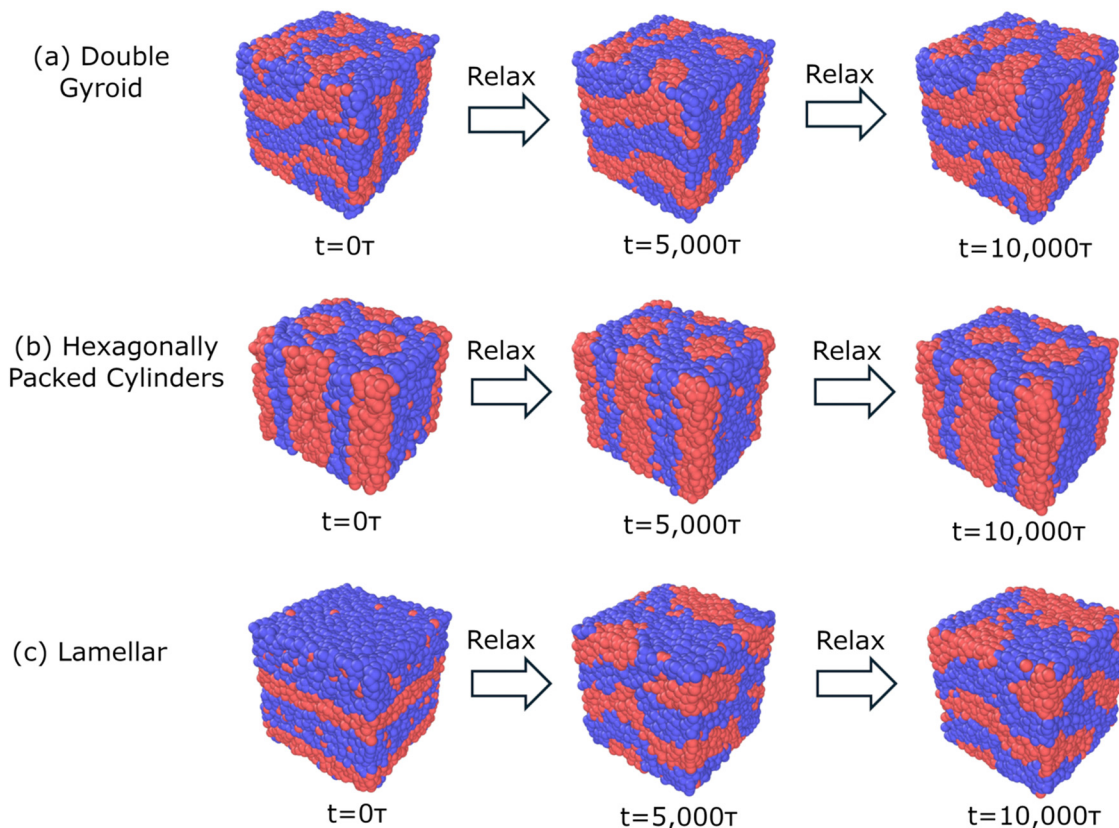 (a) Double
Gyroid
Relax
Relax
t=0τ
t=5,000τ
t=10,000τ
(b) Hexagonally
Packed Cylinders
Relax
Relax
t=0τ
t=5,000τ
t=10,000τ
(c) Lamellar
Relax
Relax
t=0τ
t=5,000τ
t=10,000τ